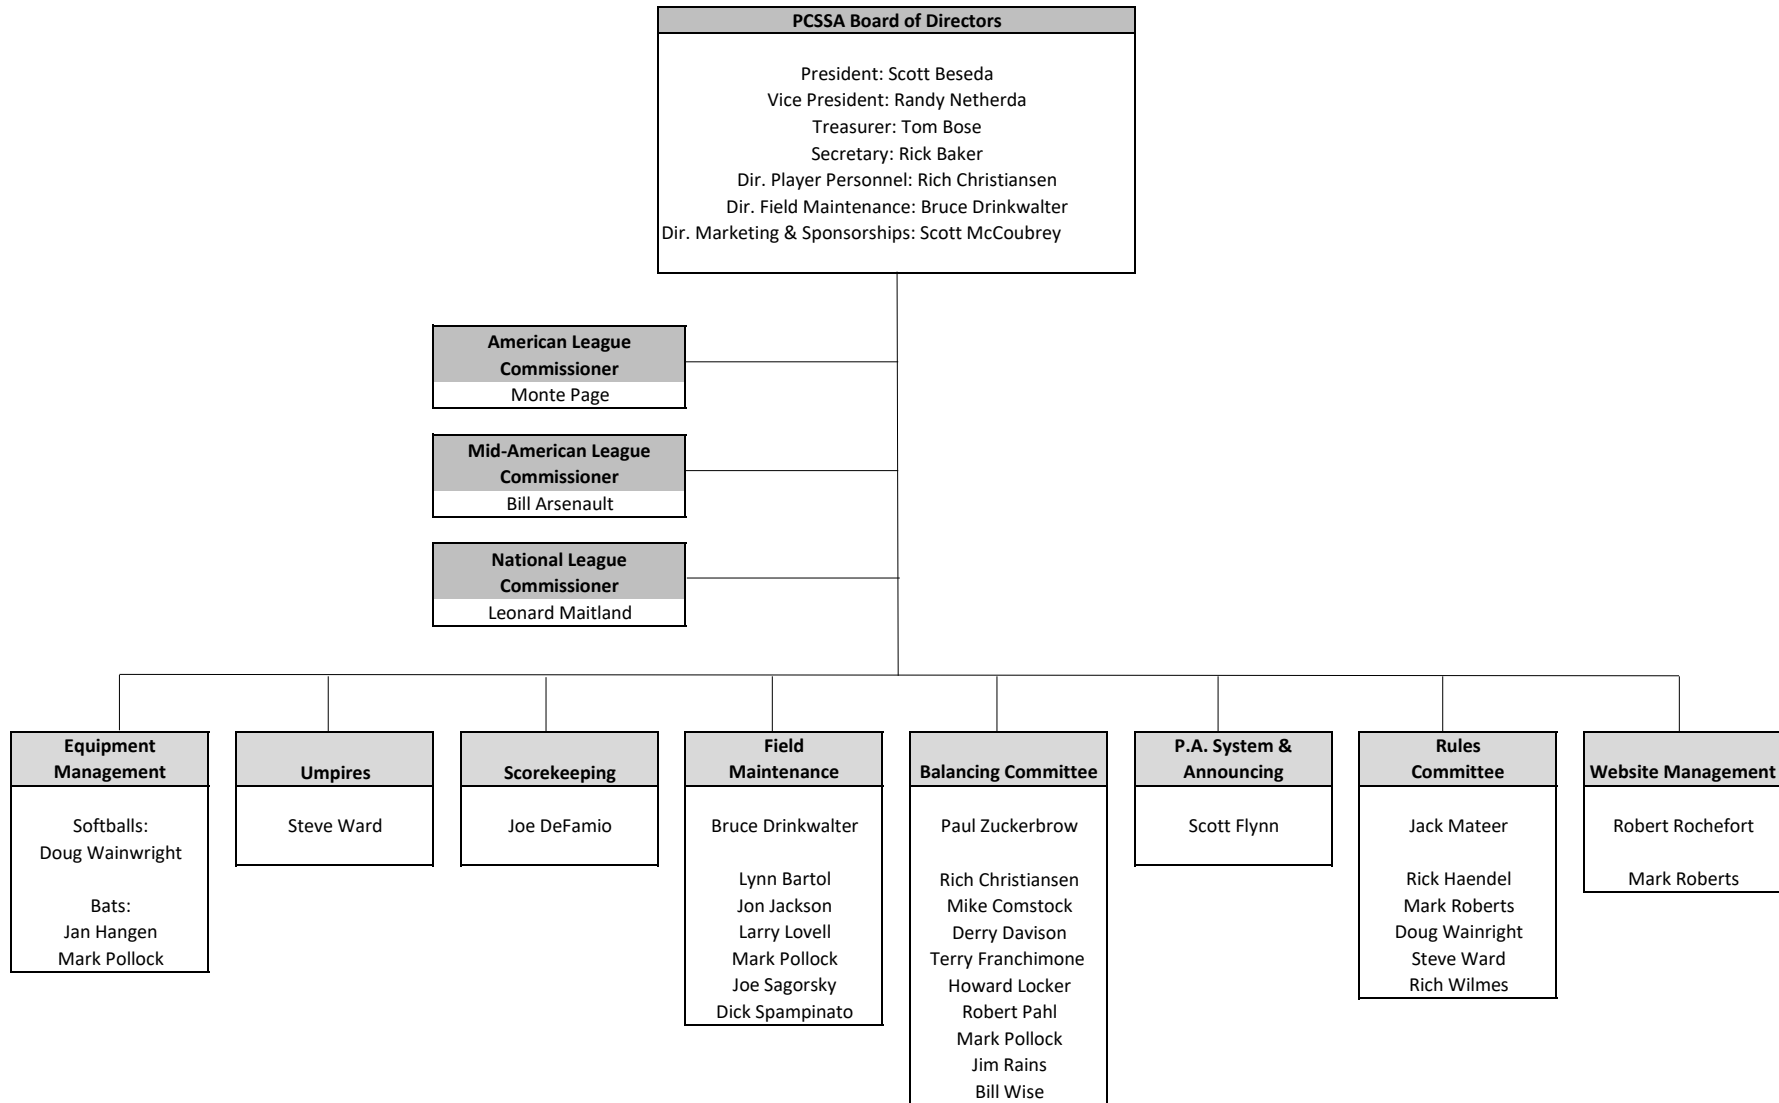 PCSSA Board of Directors
President: Scott Beseda
Vice President: Randy Netherda
Treasurer: Tom Bose
Secretary: Rick Baker
Dir. Player Personnel: Rich Christiansen
Dir. Field Maintenance: Bruce Drinkwalter
Dir. Marketing & Sponsorships: Scott McCoubrey
American League
Commissioner
Monte Page
Mid-American League
Commissioner
Bill Arsenault
National League
Commissioner
Leonard Maitland
Equipment
Management
Softballs:
Doug Wainwright
Bats:
Jan Hangen
Mark Pollock
Umpires
Steve Ward
Scorekeeping
Joe DeFamio
Field
Maintenance
Bruce Drinkwalter
Lynn Bartol
Jon Jackson
Larry Lovell
Mark Pollock
Joe Sagorsky
Dick Spampinato
Balancing Committee
Paul Zuckerbrow
Rich Christiansen
Mike Comstock
Derry Davison
Terry Franchimone
Howard Locker
Robert Pahl
Mark Pollock
Jim Rains
Bill Wise
P.A. System &
Announcing
Scott Flynn
Rules
Committee
Jack Mateer
Rick Haendel
Mark Roberts
Doug Wainright
Steve Ward
Rich Wilmes
Website Management
Robert Rochefort
Mark Roberts